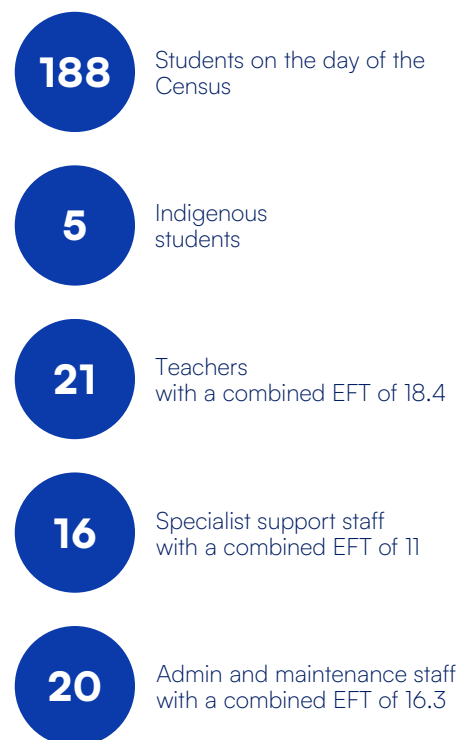 188
Students on the day of the
Census
5
Indigenous
students
21
Teachers
with a combined EFT of 18.4
16
Specialist support staff
with a combined EFT of 11
20
Admin and maintenance staff
with a combined EFT of 16.3